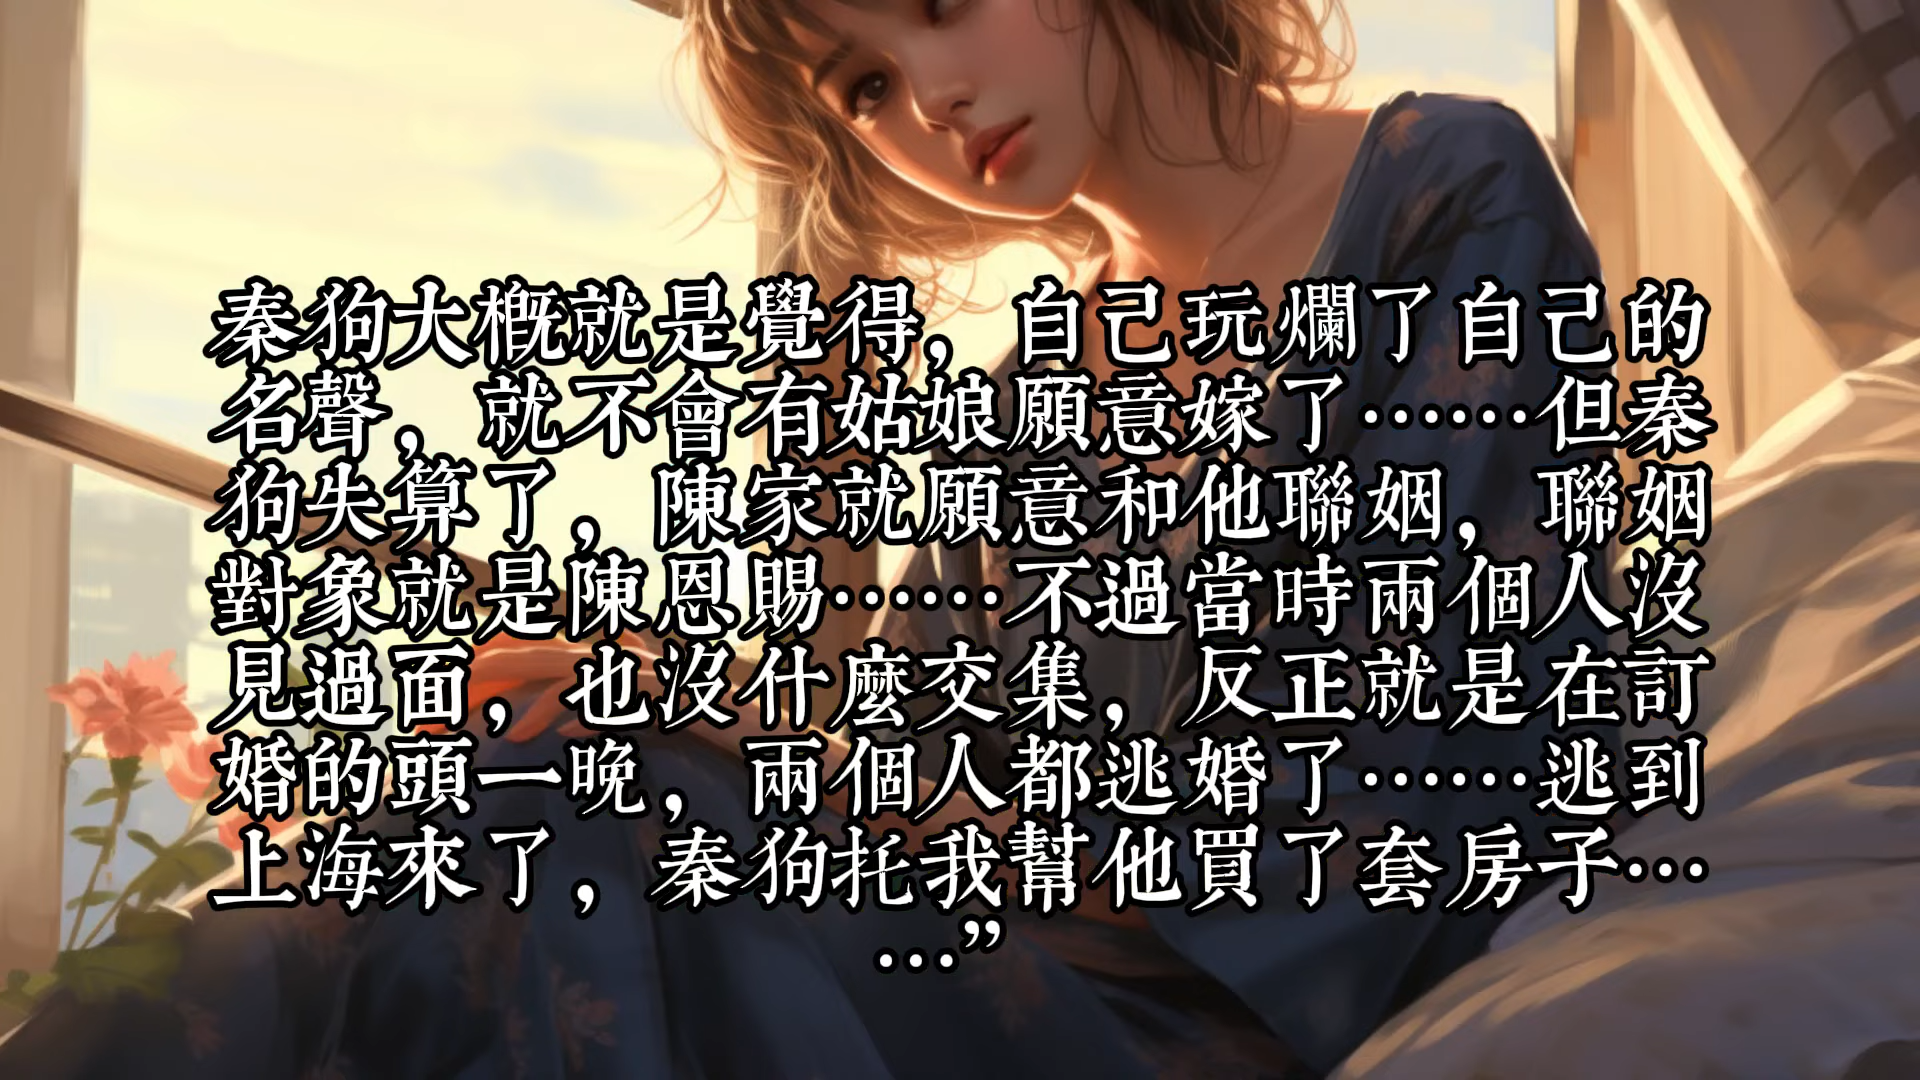 秦狗大概就是覺得，自己玩爛了自己的
名聲，就不會有姑娘願意嫁了……但秦
狗失算了，陳家就願意和他聯姻，聯姻
對象就是陳恩賜……不過當時兩個人沒
見過面，也沒什麼交集，反正就是在訂
婚的頭一晚，兩個人都逃婚了……逃到
上海來了，秦狗托我幫他買了套房子…
…”